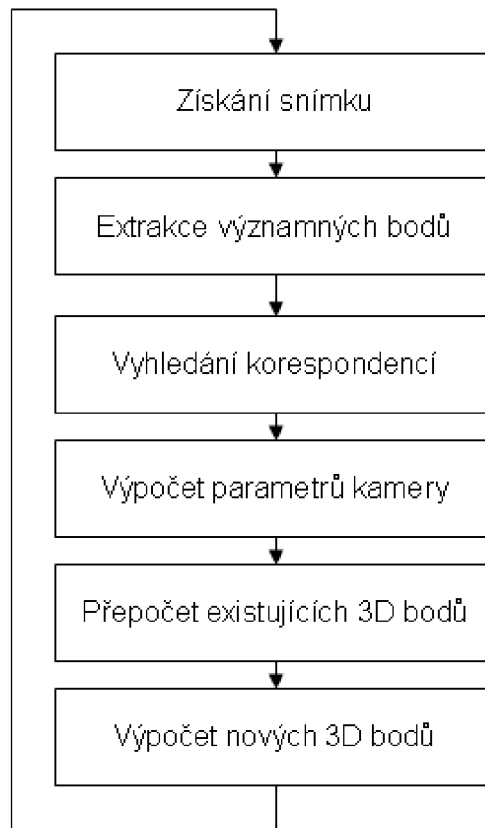 Získání snímku
Extrakce významných bodů
Vyhledání korespondencí
Výpočet parametrů kamery
Přepočet existujících 3D bodů
Výpočet nových 3D bodů